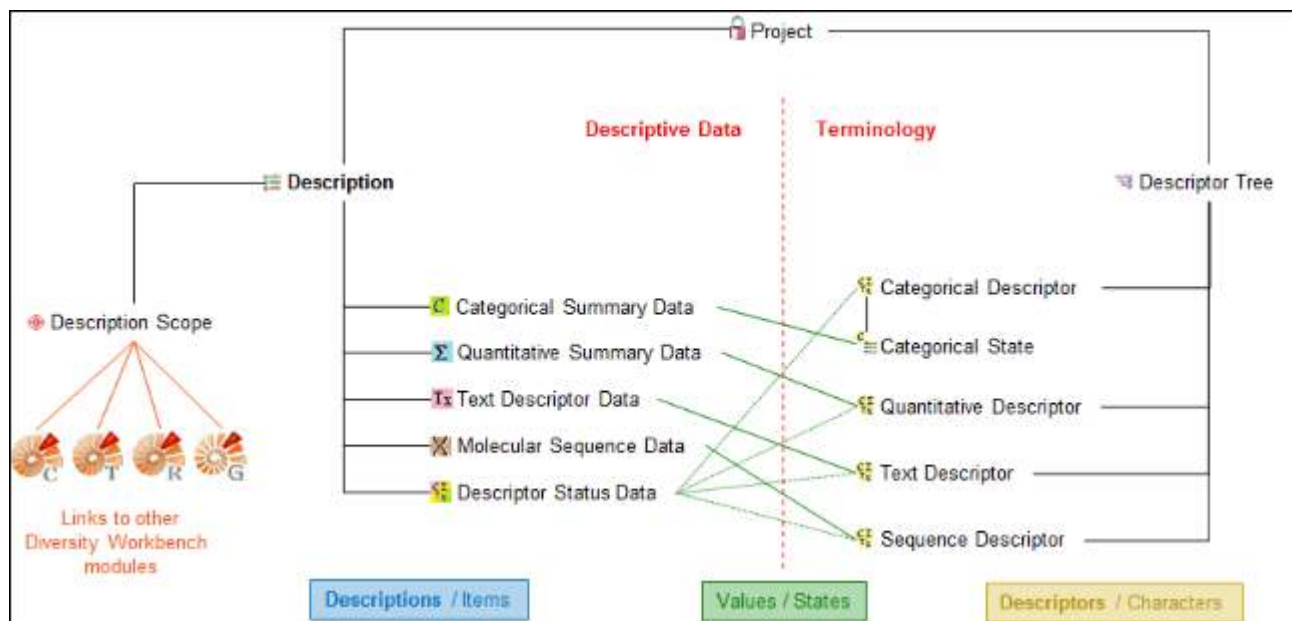 Project
Descriptive Data
Terminology
Description
Descriptor Tree
Categorical Descriptor
Categorical Summary Data
Description Scope
Categorical State
Quantitative Summary Data
Text Descriptor Data
Quantitative Descriptor
Molecular Sequence Data
C T R G
Text Descriptor
Descriptor Status Data
Links to other
Diversity Workbench
modules
Sequence Descriptor
Descriptions / Items
Values / States
Descriptors / Characters